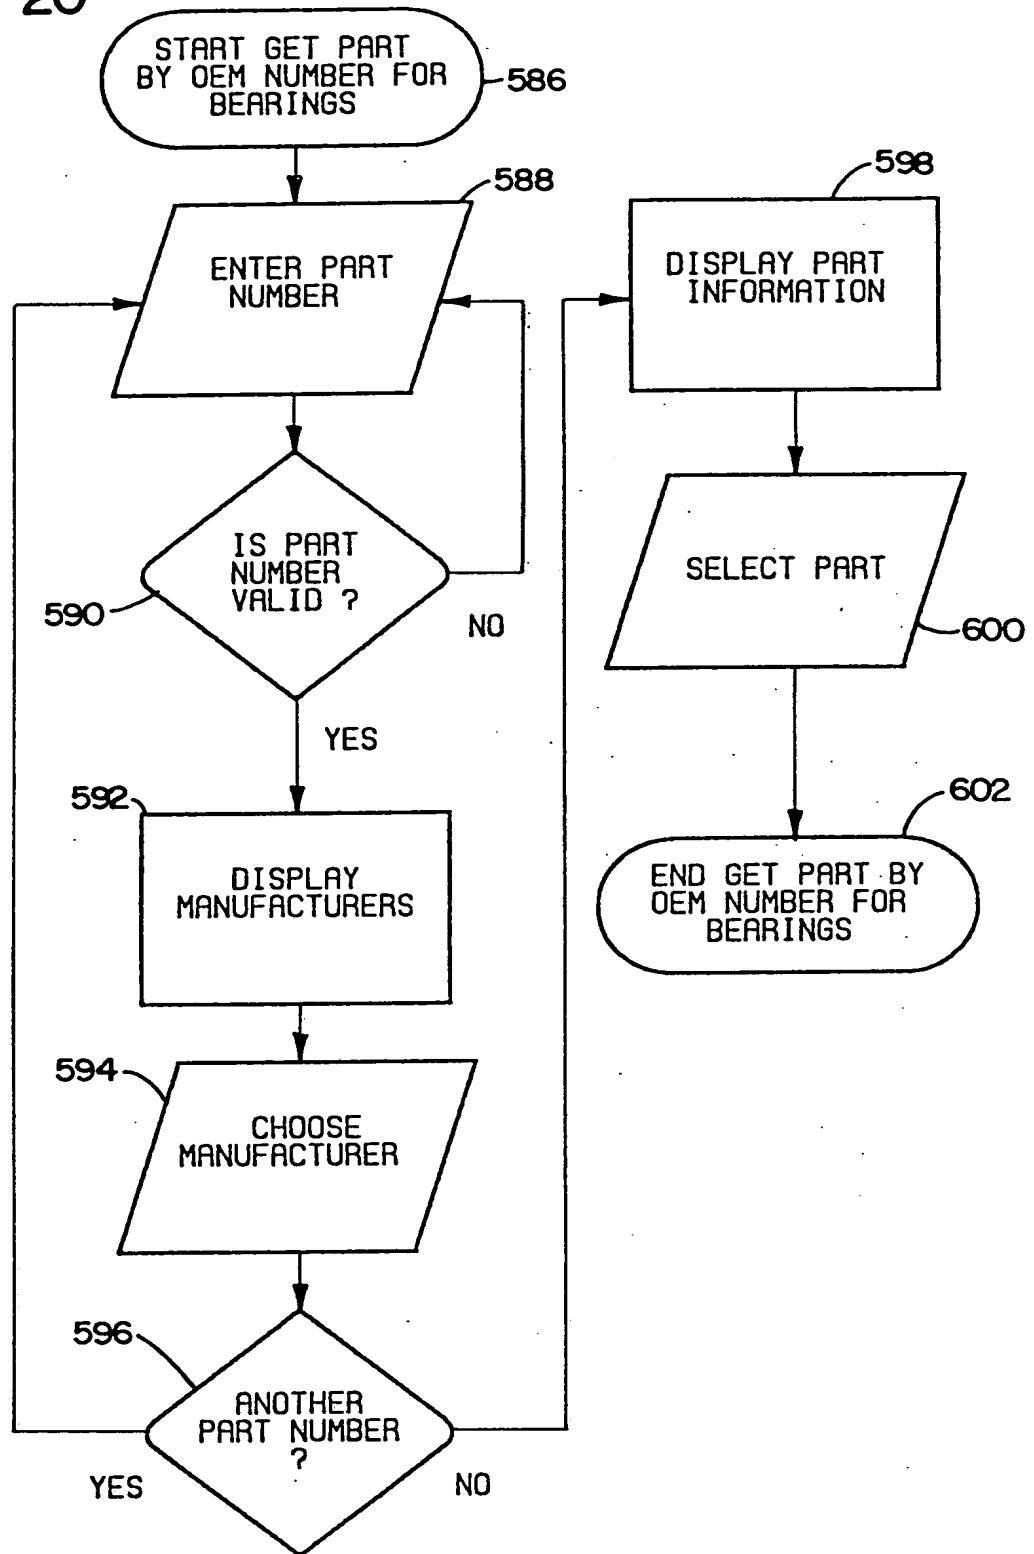 20
START GET PART
BY OEM NUMBER FOR
BEARINGS
586
588
ENTER PART
NUMBER
IS PART
NUMBER
VALID ?
590
NO
YES
592
DISPLAY
MANUFACTURERS
594
CHOOSE
MANUFACTURER
596
ANOTHER
PART NUMBER
?
YES
NO
598
DISPLAY PART
INFORMATION
SELECT PART
600
602
END GET PART BY
OEM NUMBER FOR
BEARINGS